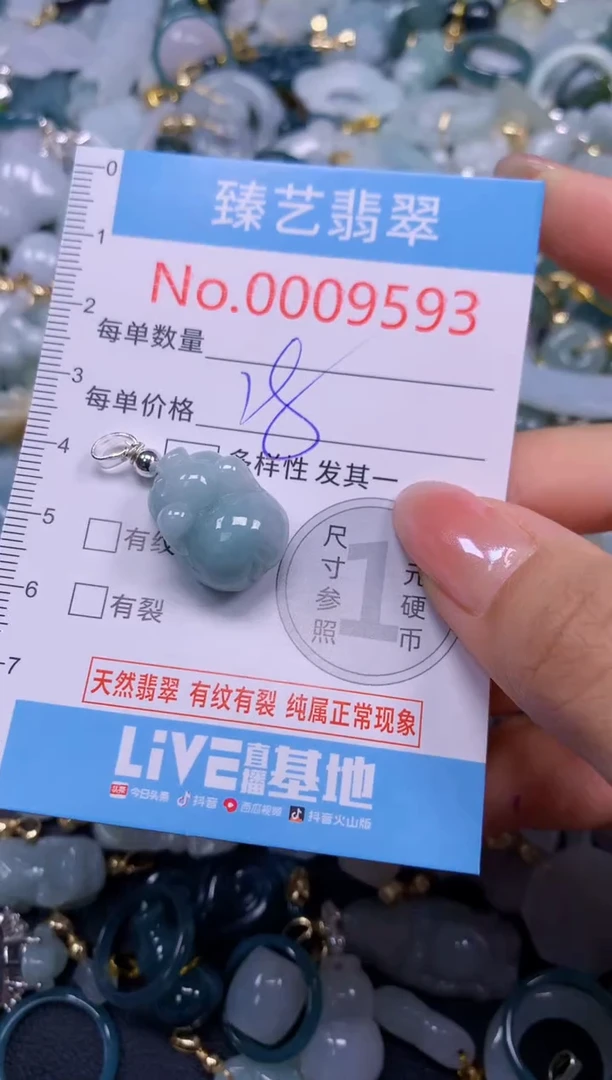 0
臻艺翡翠
1
No.0009593
2
每单数量
3
每单价格
18
4
多样性 发其一
5
有纹
尺寸参照
1
元硬币
6
有裂
7
天然翡翠 有纹有裂 纯属正常现象
LiVE直播基地
头条 今日头条 抖音 西瓜视频 抖音火山版